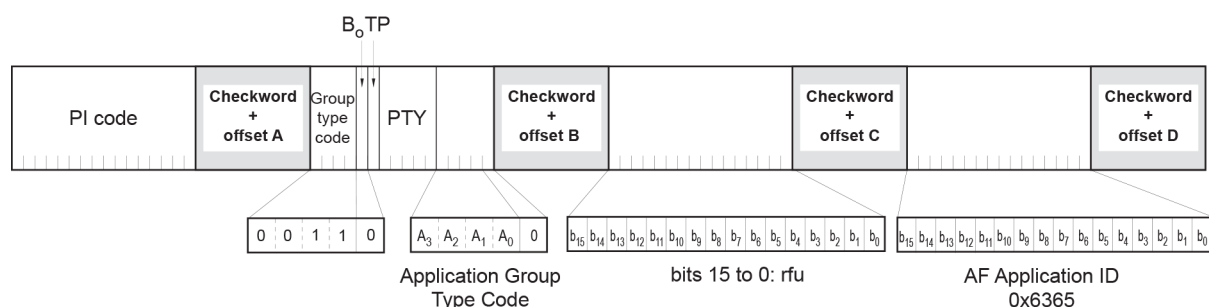 BoTP
PI code
Checkword
+
offset A
Group
type
code
PTY
Checkword
+
offset B
Checkword
+
offset C
Checkword
+
offset D
0 0 1 1 0
A3 A2 A1 A0 0
b15 b14 b13 b12 b11 b10 b9 b8 b7 b6 b5 b4 b3 b2 b1 b0
b15 b14 b13 b12 b11 b10 b9 b8 b7 b6 b5 b4 b3 b2 b1 b0
Application Group
Type Code
bits 15 to 0: rfu
AF Application ID
0x6365